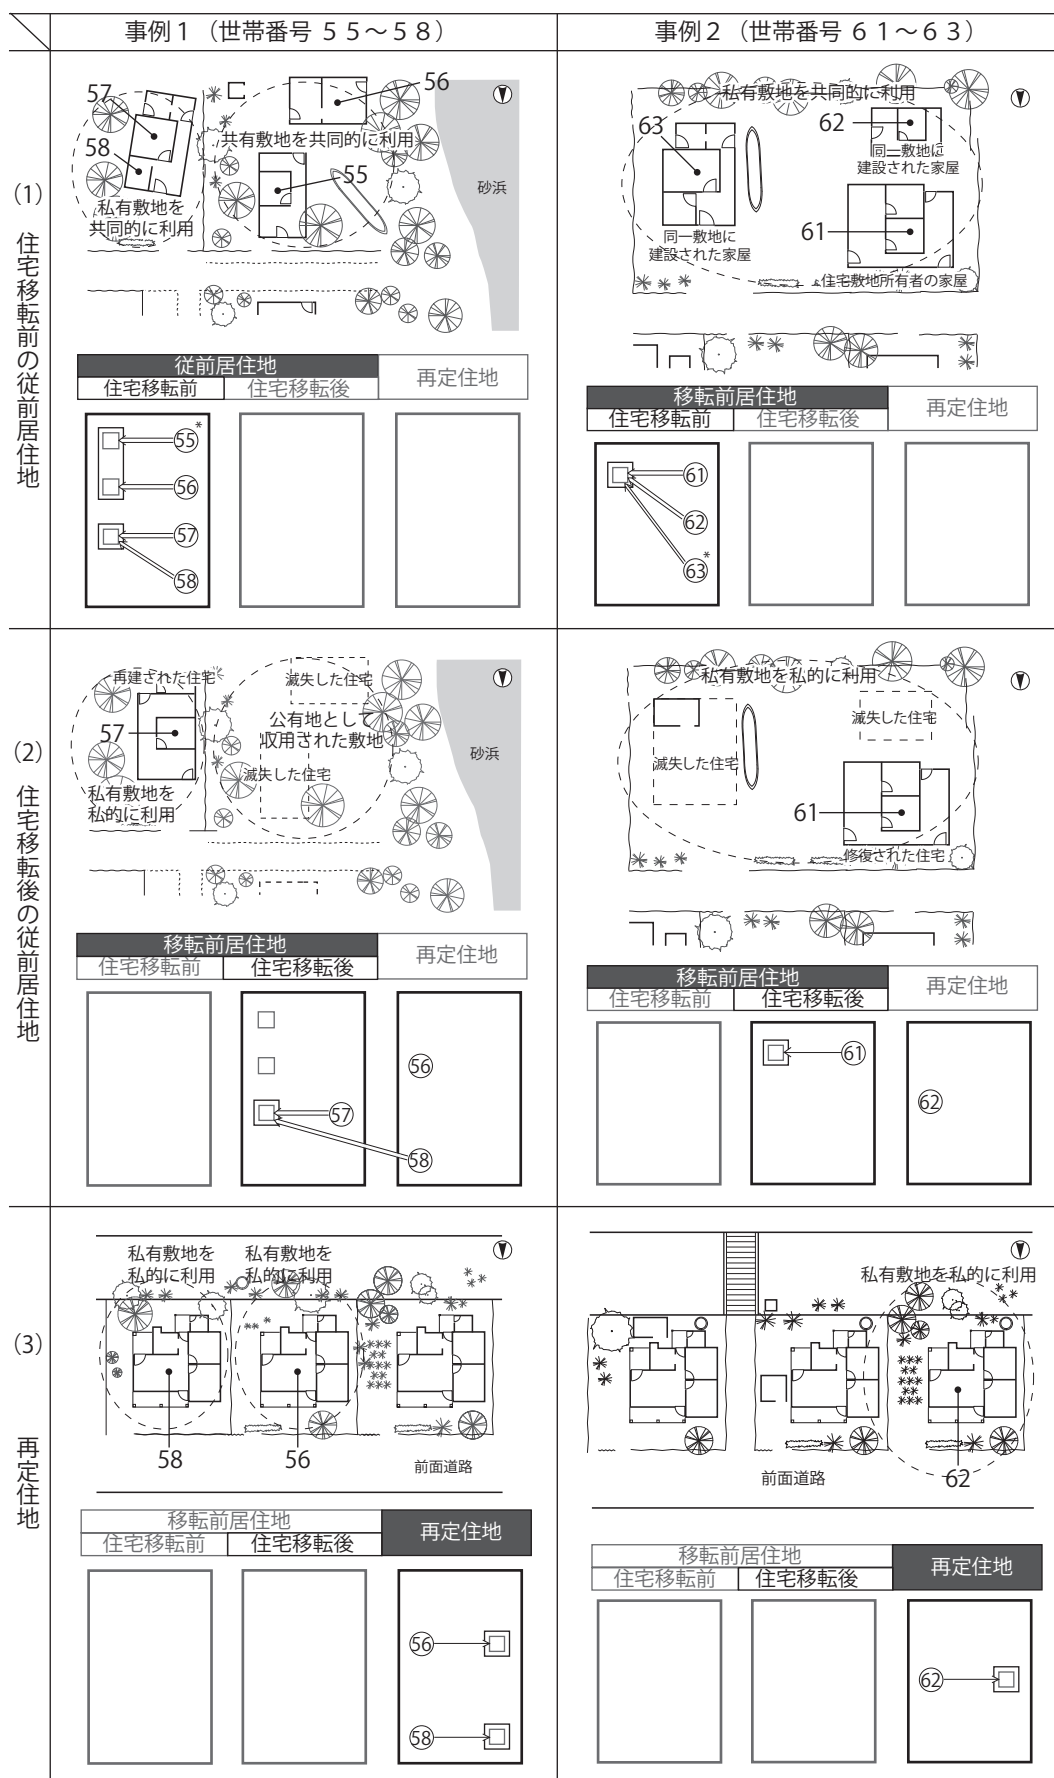 事例１（世帯番号 ５５～５８）
事例２（世帯番号 ６１～６３）
(1) 住宅移転前の従前居住地
57
58
56
共有敷地を共同的に利用
55
私有敷地を
共同的に利用
砂浜
従前居住地
住宅移転前
住宅移転後
再定住地
55*
56
57
58
私有敷地を共同的に利用
63
62
同一敷地に
建設された家屋
61
同一敷地に
建設された家屋
住宅敷地所有者の家屋
移転前居住地
住宅移転前
住宅移転後
再定住地
61
62
63*
(2) 住宅移転後の従前居住地
再建された住宅
滅失した住宅
57
公有地として
収用された敷地
滅失した住宅
私有敷地を
私的に利用
砂浜
移転前居住地
住宅移転前
住宅移転後
再定住地
56
57
58
私有敷地を私的に利用
滅失した住宅
滅失した住宅
61
修復された住宅
移転前居住地
住宅移転前
住宅移転後
再定住地
61
62
(3) 再定住地
私有敷地を
私的に利用
私有敷地を
私的に利用
58
56
前面道路
移転前居住地
住宅移転前
住宅移転後
再定住地
56
58
私有敷地を私的に利用
前面道路
62
移転前居住地
住宅移転前
住宅移転後
再定住地
62